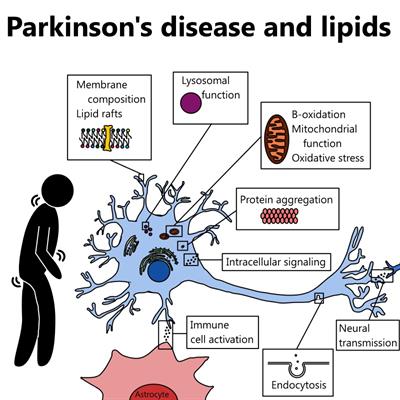 Parkinson's disease and lipids
Membrane
composition
Lipid rafts
Lysosomal
function
B-oxidation
Mitochondrial
function
Oxidative stress
Protein aggregation
Intracellular signaling
Immune
cell activation
Neural
transmission
Endocytosis
Astrocyte